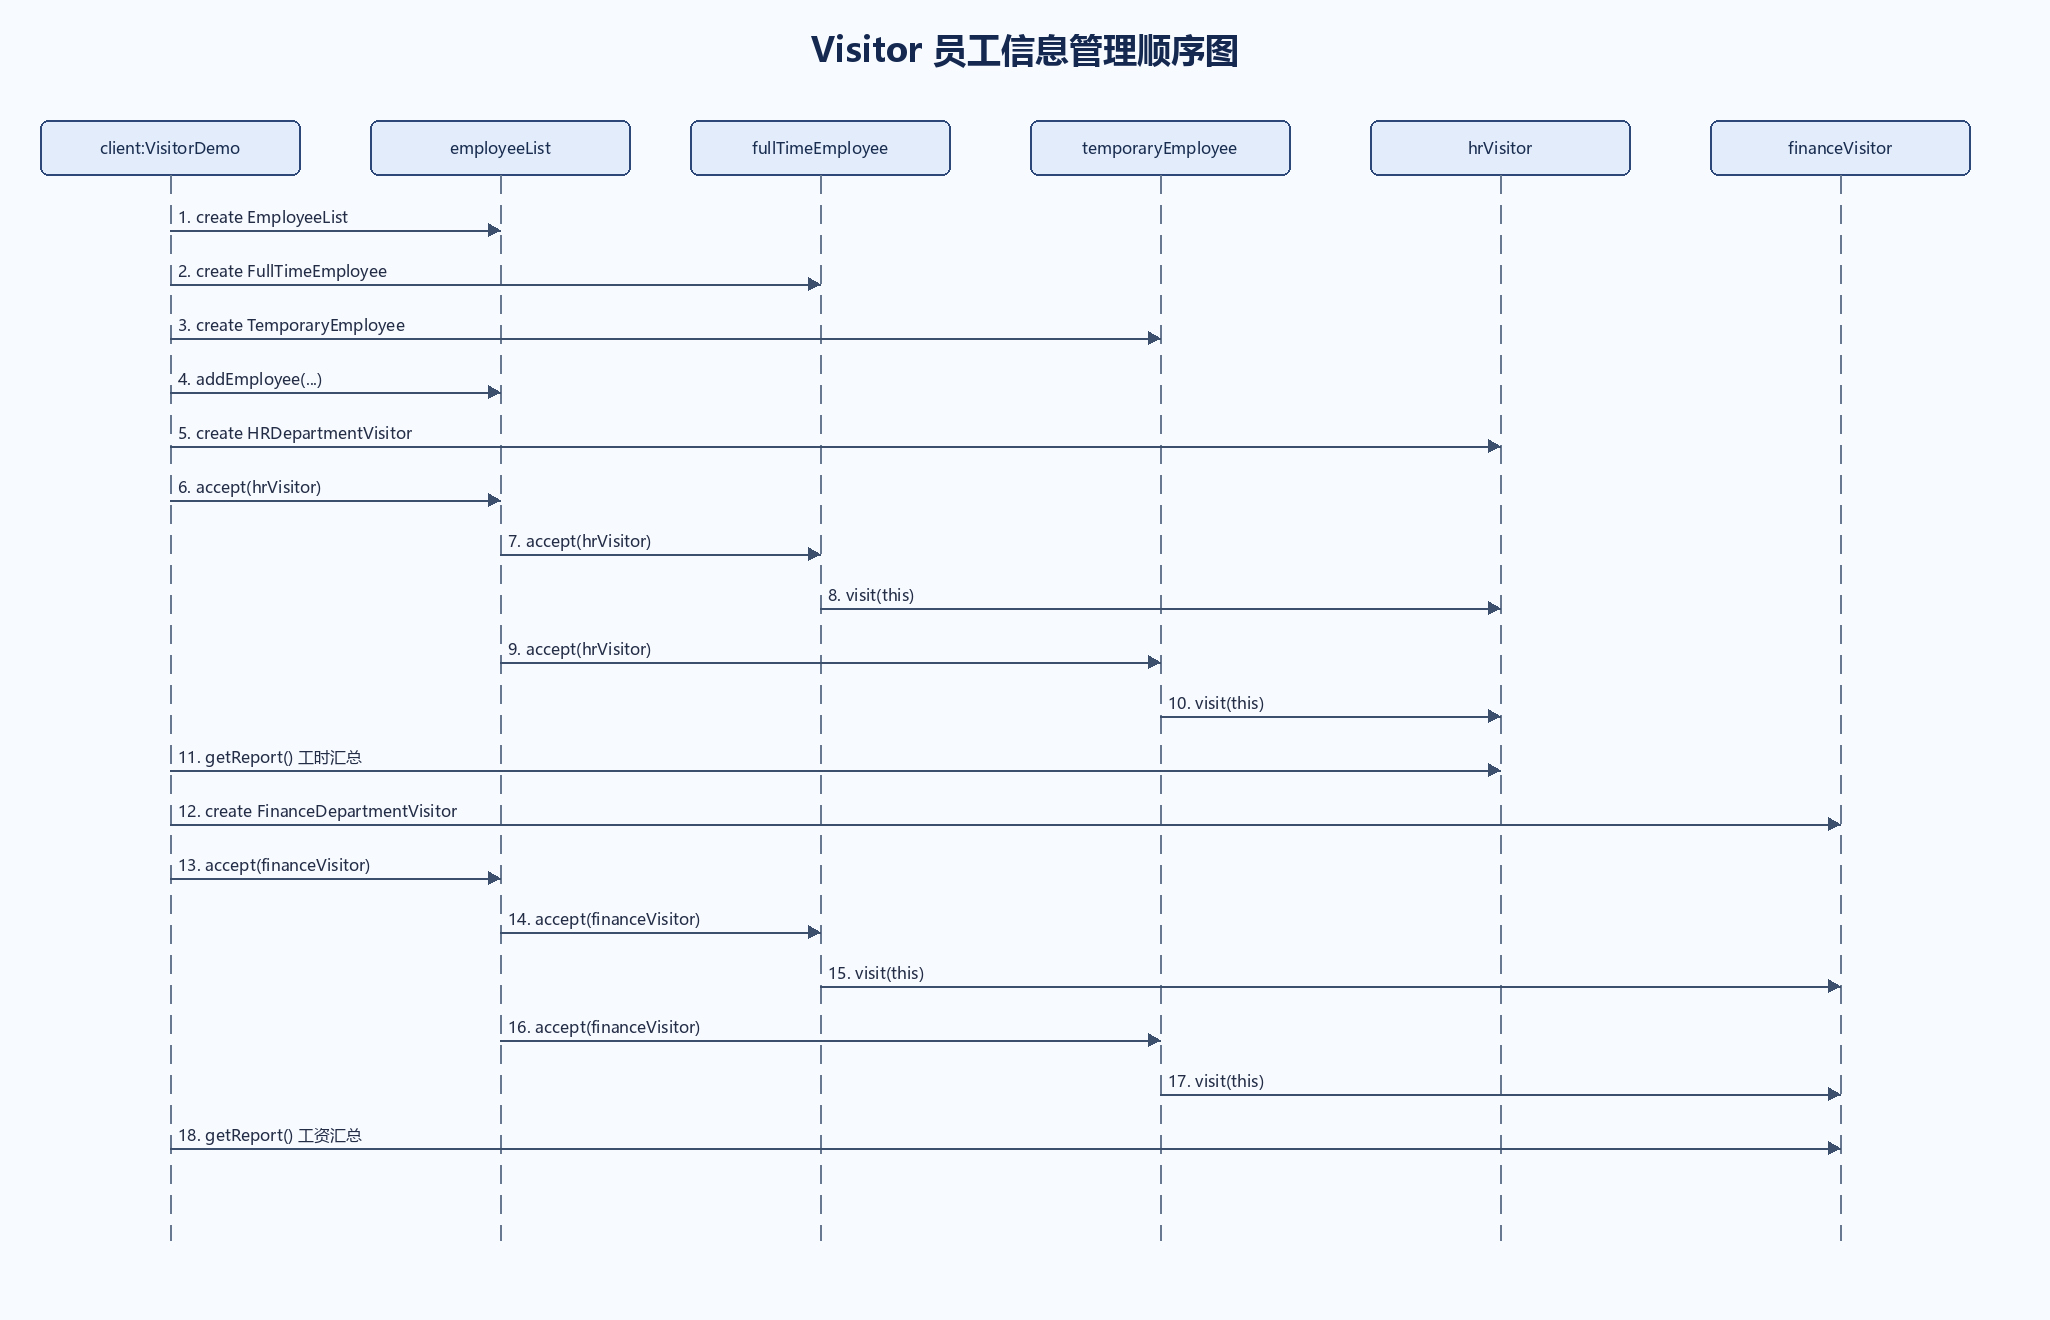 Visitor 员工信息管理顺序图
client:VisitorDemo
employeeList
fullTimeEmployee
temporaryEmployee
hrVisitor
financeVisitor
1. create EmployeeList
2. create FullTimeEmployee
3. create TemporaryEmployee
4. addEmployee(...)
5. create HRDepartmentVisitor
6. accept(hrVisitor)
7. accept(hrVisitor)
8. visit(this)
9. accept(hrVisitor)
10. visit(this)
11. getReport() 工时汇总
12. create FinanceDepartmentVisitor
13. accept(financeVisitor)
14. accept(financeVisitor)
15. visit(this)
16. accept(financeVisitor)
17. visit(this)
18. getReport() 工资汇总